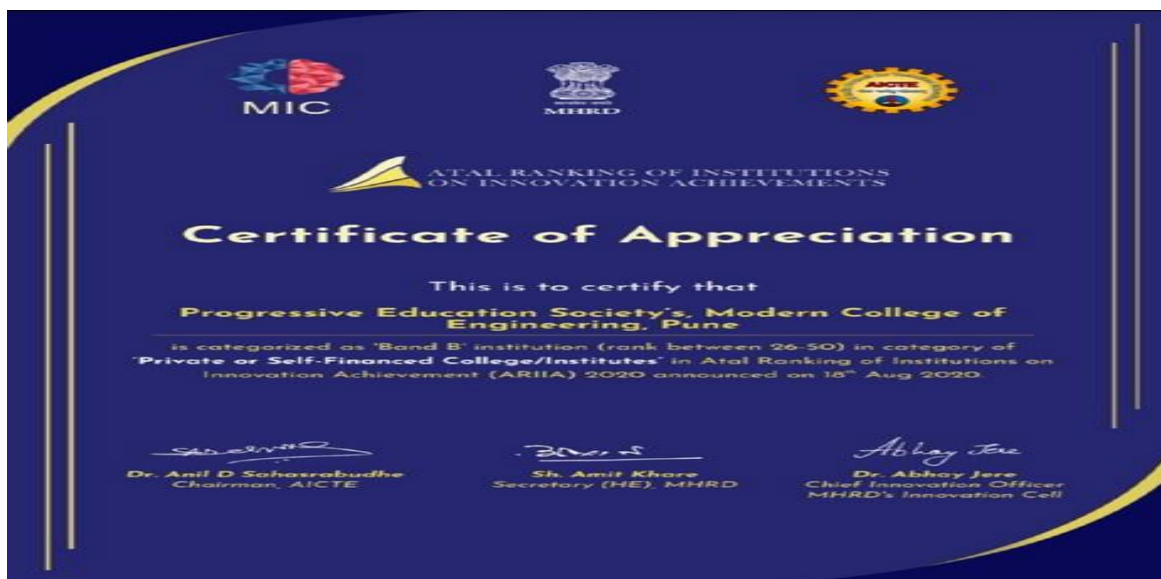 MIC
MHRD
AICTE
ATAL RANKING OF INSTITUTIONS
ON INNOVATION ACHIEVEMENTS
Certificate of Appreciation
This is to certify that
Progressive Education Society's, Modern College of
Engineering, Pune
is categorized as 'Band B' institution (rank between 26-50) in category of
'Private or Self-Financed College/Institutes' in Atal Ranking of Institutions on
Innovation Achievement (ARIIA) 2020 announced on 18th Aug 2020.
Abhay Jere
Dr. Anil D Sahasrabudhe
Chairman, AICTE
Sh. Amit Khare
Secretary (HE), MHRD
Dr. Abhay Jere
Chief Innovation Officer
MHRD's Innovation Cell